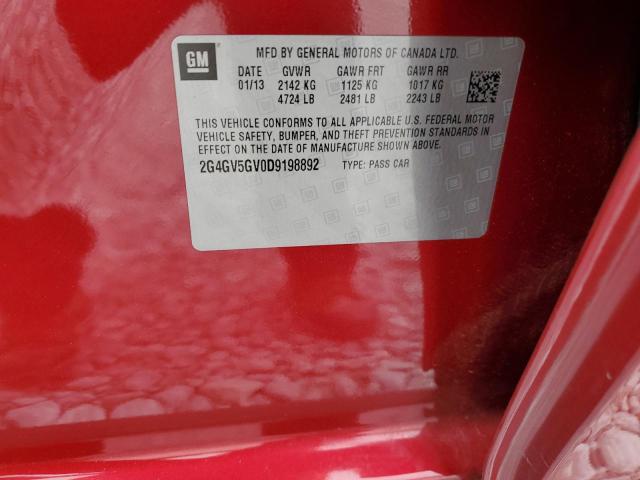 GM MFD BY GENERAL MOTORS OF CANADA LTD.
DATE GVWR GAWR FRT GAWR RR
01/13 2142 KG 1125 KG 1017 KG
4724 LB 2481 LB 2243 LB
THIS VEHICLE CONFORMS TO ALL APPLICABLE U.S. FEDERAL MOTOR
VEHICLE SAFETY, BUMPER, AND THEFT PREVENTION STANDARDS IN
EFFECT ON THE DATE OF MANUFACTURE SHOWN ABOVE.
2G4GV5GV0D9198892 TYPE: PASS CAR